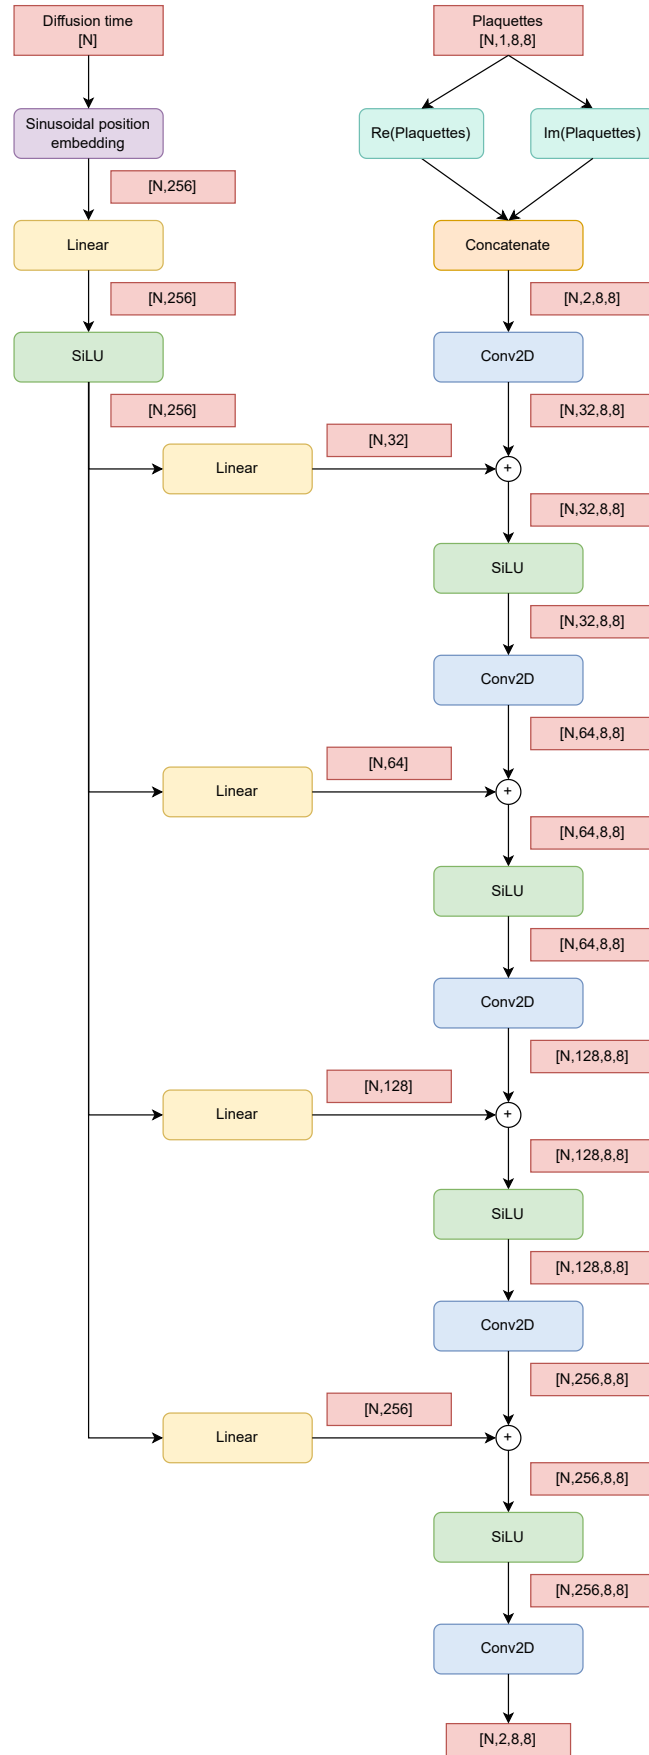 Diffusion time
[N]
Plaquettes
[N,1,8,8]
Sinusoidal position
embedding
Re(Plaquettes)
Im(Plaquettes)
[N,256]
Linear
Concatenate
[N,256]
[N,2,8,8]
SiLU
Conv2D
[N,256]
[N,32,8,8]
[N,32]
Linear
+
[N,32,8,8]
SiLU
[N,32,8,8]
Conv2D
[N,64,8,8]
[N,64]
Linear
+
[N,64,8,8]
SiLU
[N,64,8,8]
Conv2D
[N,128,8,8]
[N,128]
Linear
+
[N,128,8,8]
SiLU
[N,128,8,8]
Conv2D
[N,256,8,8]
[N,256]
Linear
+
[N,256,8,8]
SiLU
[N,256,8,8]
Conv2D
[N,2,8,8]